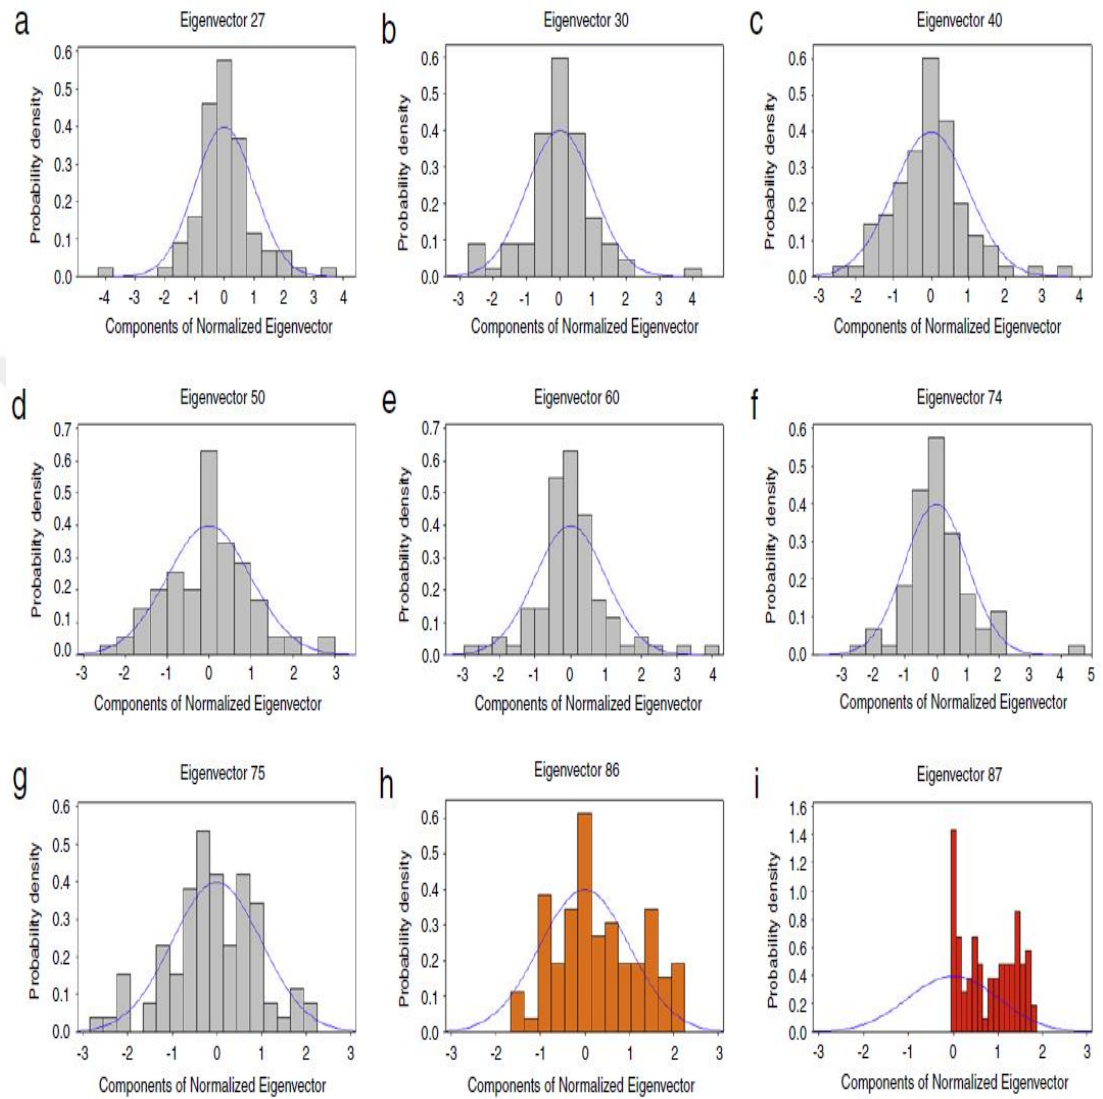 a
Eigenvector 27
Probability density
0.6
0.5
0.4
0.3
0.2
0.1
0.0
-4 -3 -2 -1 0 1 2 3 4
Components of Normalized Eigenvector
b
Eigenvector 30
Probability density
0.6
0.5
0.4
0.3
0.2
0.1
0.0
-3 -2 -1 0 1 2 3 4
Components of Normalized Eigenvector
c
Eigenvector 40
Probability density
0.6
0.5
0.4
0.3
0.2
0.1
0.0
-3 -2 -1 0 1 2 3 4
Components of Normalized Eigenvector
d
Eigenvector 50
Probability density
0.7
0.6
0.5
0.4
0.3
0.2
0.1
0.0
-3 -2 -1 0 1 2 3
Components of Normalized Eigenvector
e
Eigenvector 60
Probability density
0.7
0.6
0.5
0.4
0.3
0.2
0.1
0.0
-3 -2 -1 0 1 2 3 4
Components of Normalized Eigenvector
f
Eigenvector 74
Probability density
0.6
0.5
0.4
0.3
0.2
0.1
0.0
-3 -2 -1 0 1 2 3 4 5
Components of Normalized Eigenvector
g
Eigenvector 75
Probability density
0.6
0.5
0.4
0.3
0.2
0.1
0.0
-3 -2 -1 0 1 2 3
Components of Normalized Eigenvector
h
Eigenvector 86
Probability density
0.6
0.5
0.4
0.3
0.2
0.1
0.0
-3 -2 -1 0 1 2 3
Components of Normalized Eigenvector
i
Eigenvector 87
Probability density
1.6
1.4
1.2
1.0
0.8
0.6
0.4
0.2
0.0
-3 -2 -1 0 1 2 3
Components of Normalized Eigenvector